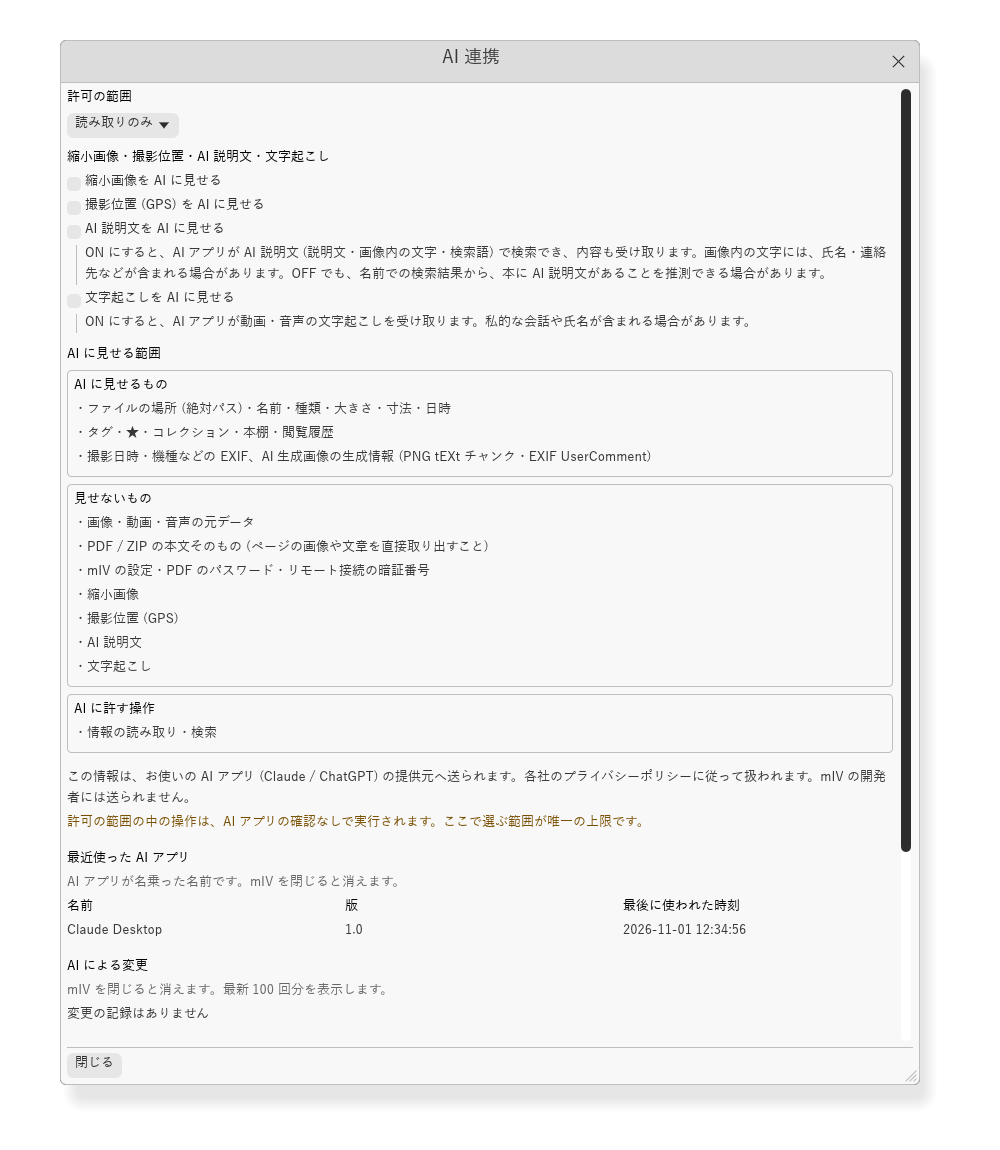 AI 連携
許可の範囲
読み取りのみ
縮小画像・撮影位置・AI 説明文・文字起こし
縮小画像を AI に見せる
撮影位置 (GPS) を AI に見せる
AI 説明文を AI に見せる
ON にすると、AI アプリが AI 説明文 (説明文・画像内の文字・検索語) で検索でき、内容も受け取ります。画像内の文字には、氏名・連絡
先などが含まれる場合があります。OFF でも、名前での検索結果から、本に AI 説明文があることを推測できる場合があります。
文字起こしを AI に見せる
ON にすると、AI アプリが動画・音声の文字起こしを受け取ります。私的な会話や氏名が含まれる場合があります。
AI に見せる範囲
AI に見せるもの
・ファイルの場所 (絶対パス)・名前・種類・大きさ・寸法・日時
・タグ・★・コレクション・本棚・閲覧履歴
・撮影日時・機種などの EXIF、AI 生成画像の生成情報 (PNG tEXt チャンク・EXIF UserComment)
見せないもの
・画像・動画・音声の元データ
・PDF / ZIP の本文そのもの (ページの画像や文章を直接取り出すこと)
・mIV の設定・PDF のパスワード・リモート接続の暗証番号
・縮小画像
・撮影位置 (GPS)
・AI 説明文
・文字起こし
AI に許す操作
・情報の読み取り・検索
この情報は、お使いの AI アプリ (Claude / ChatGPT) の提供元へ送られます。各社のプライバシーポリシーに従って扱われます。mIV の開発
者には送られません。
許可の範囲の中の操作は、AI アプリの確認なしで実行されます。ここで選ぶ範囲が唯一の上限です。
最近使った AI アプリ
AI アプリが名乗った名前です。mIV を閉じると消えます。
名前 版 最後に使われた時刻
Claude Desktop 1.0 2026-11-01 12:34:56
AI による変更
mIV を閉じると消えます。最新 100 回分を表示します。
変更の記録はありません
閉じる